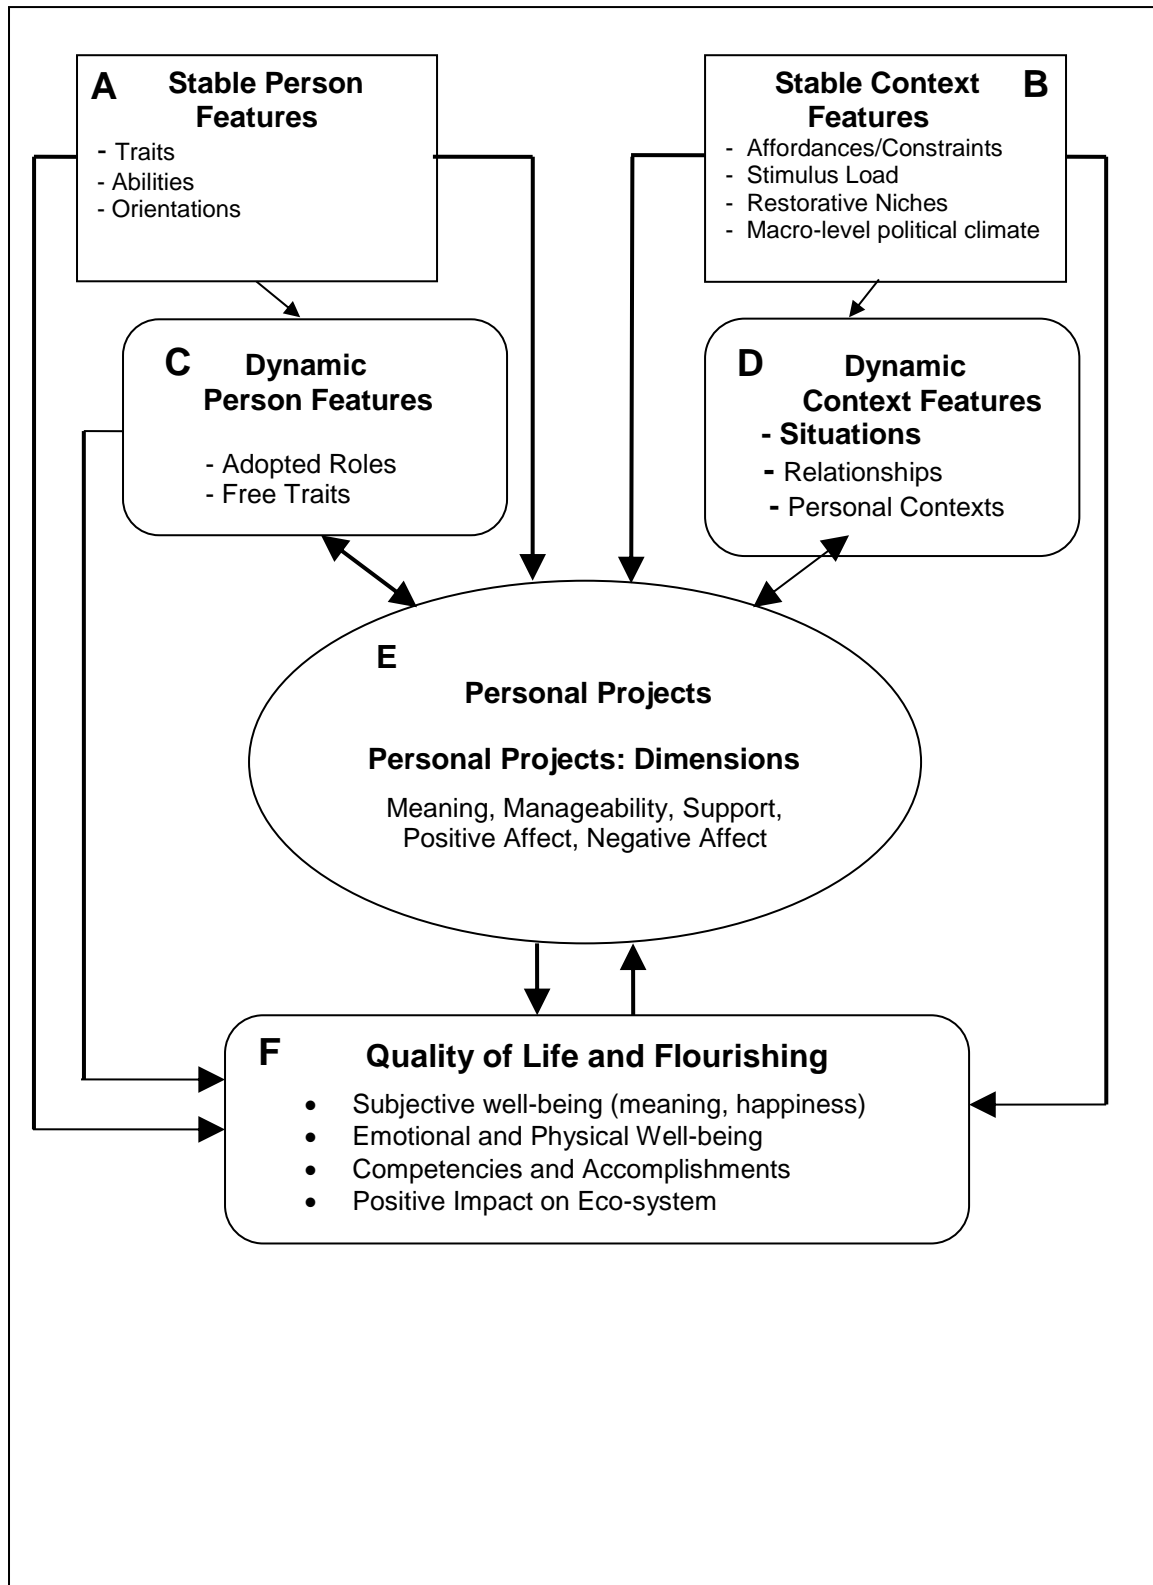 A Stable Person
Features
- Traits
- Abilities
- Orientations
Stable Context B
Features
- Affordances/Constraints
- Stimulus Load
- Restorative Niches
- Macro-level political climate
C Dynamic
Person Features
- Adopted Roles
- Free Traits
D Dynamic
Context Features
- Situations
- Relationships
- Personal Contexts
E
Personal Projects
Personal Projects: Dimensions
Meaning, Manageability, Support,
Positive Affect, Negative Affect
F Quality of Life and Flourishing
• Subjective well-being (meaning, happiness)
• Emotional and Physical Well-being
• Competencies and Accomplishments
• Positive Impact on Eco-system